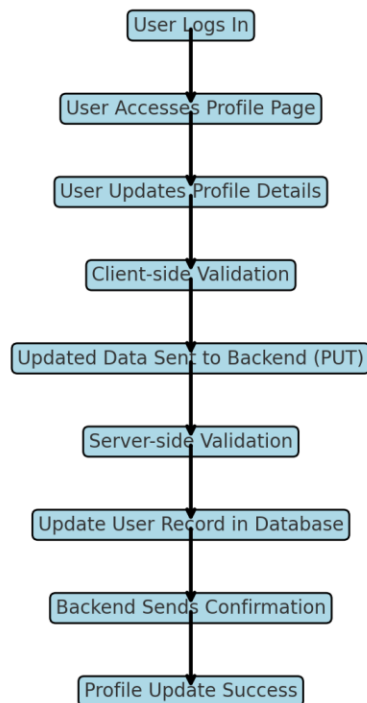 User Logs In
User Accesses Profile Page
User Updates Profile Details
Client-side Validation
Updated Data Sent to Backend (PUT)
Server-side Validation
Update User Record in Database
Backend Sends Confirmation
Profile Update Success